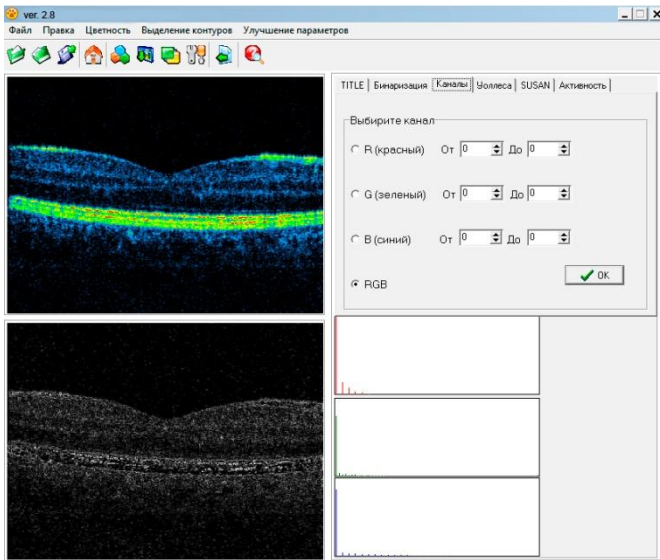 ver. 2.8
Файл Правка Цветность Выделение контуров Улучшение параметров
TITLE Бинаризация Каналы Уоллеса SUSAN Активность
Выбирите канал
R (красный) От 0 До 0
G (зеленый) От 0 До 0
B (синий) От 0 До 0
RGB
OK